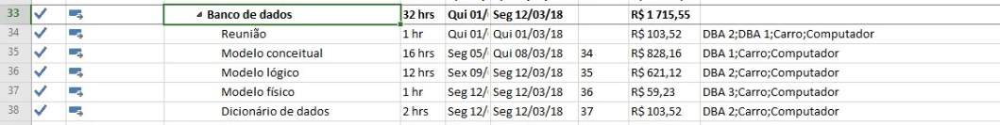 33 Banco de dados 32 hrs Qui 01/ Seg 12/03/18 R$ 1 715,55
34 Reunião 1 hr Qui 01/ Qui 01/03/18 R$ 103,52 DBA 2;DBA 1;Carro;Computador
35 Modelo conceitual 16 hrs Seg 05/ Qui 08/03/18 34 R$ 828,16 DBA 1;Carro;Computador
36 Modelo lógico 12 hrs Sex 09/ Seg 12/03/18 35 R$ 621,12 DBA 2;Carro;Computador
37 Modelo físico 1 hr Seg 12/ Seg 12/03/18 36 R$ 59,23 DBA 3;Carro;Computador
38 Dicionário de dados 2 hrs Seg 12/ Seg 12/03/18 37 R$ 103,52 DBA 2;Carro;Computador